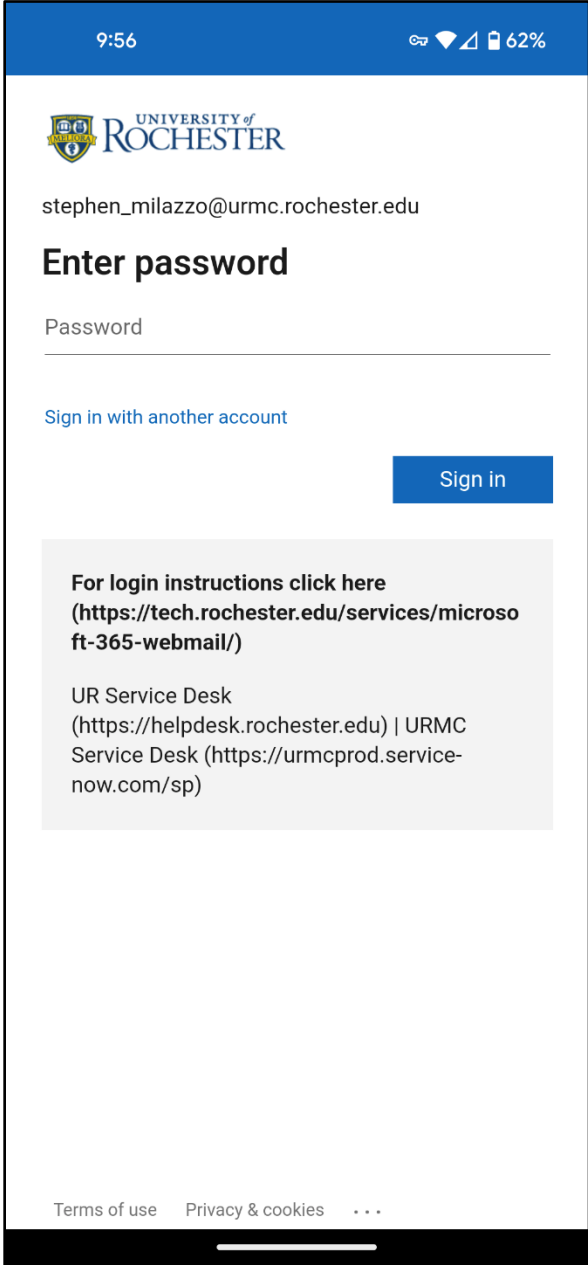 9:56 62%
MELIORA
UNIVERSITY of
ROCHESTER
stephen_milazzo@urmc.rochester.edu
Enter password
Password
Sign in with another account
Sign in
For login instructions click here
(https://tech.rochester.edu/services/microso
ft-365-webmail/)
UR Service Desk
(https://helpdesk.rochester.edu) | URMC
Service Desk (https://urmcprod.service-
now.com/sp)
Terms of use Privacy & cookies ...